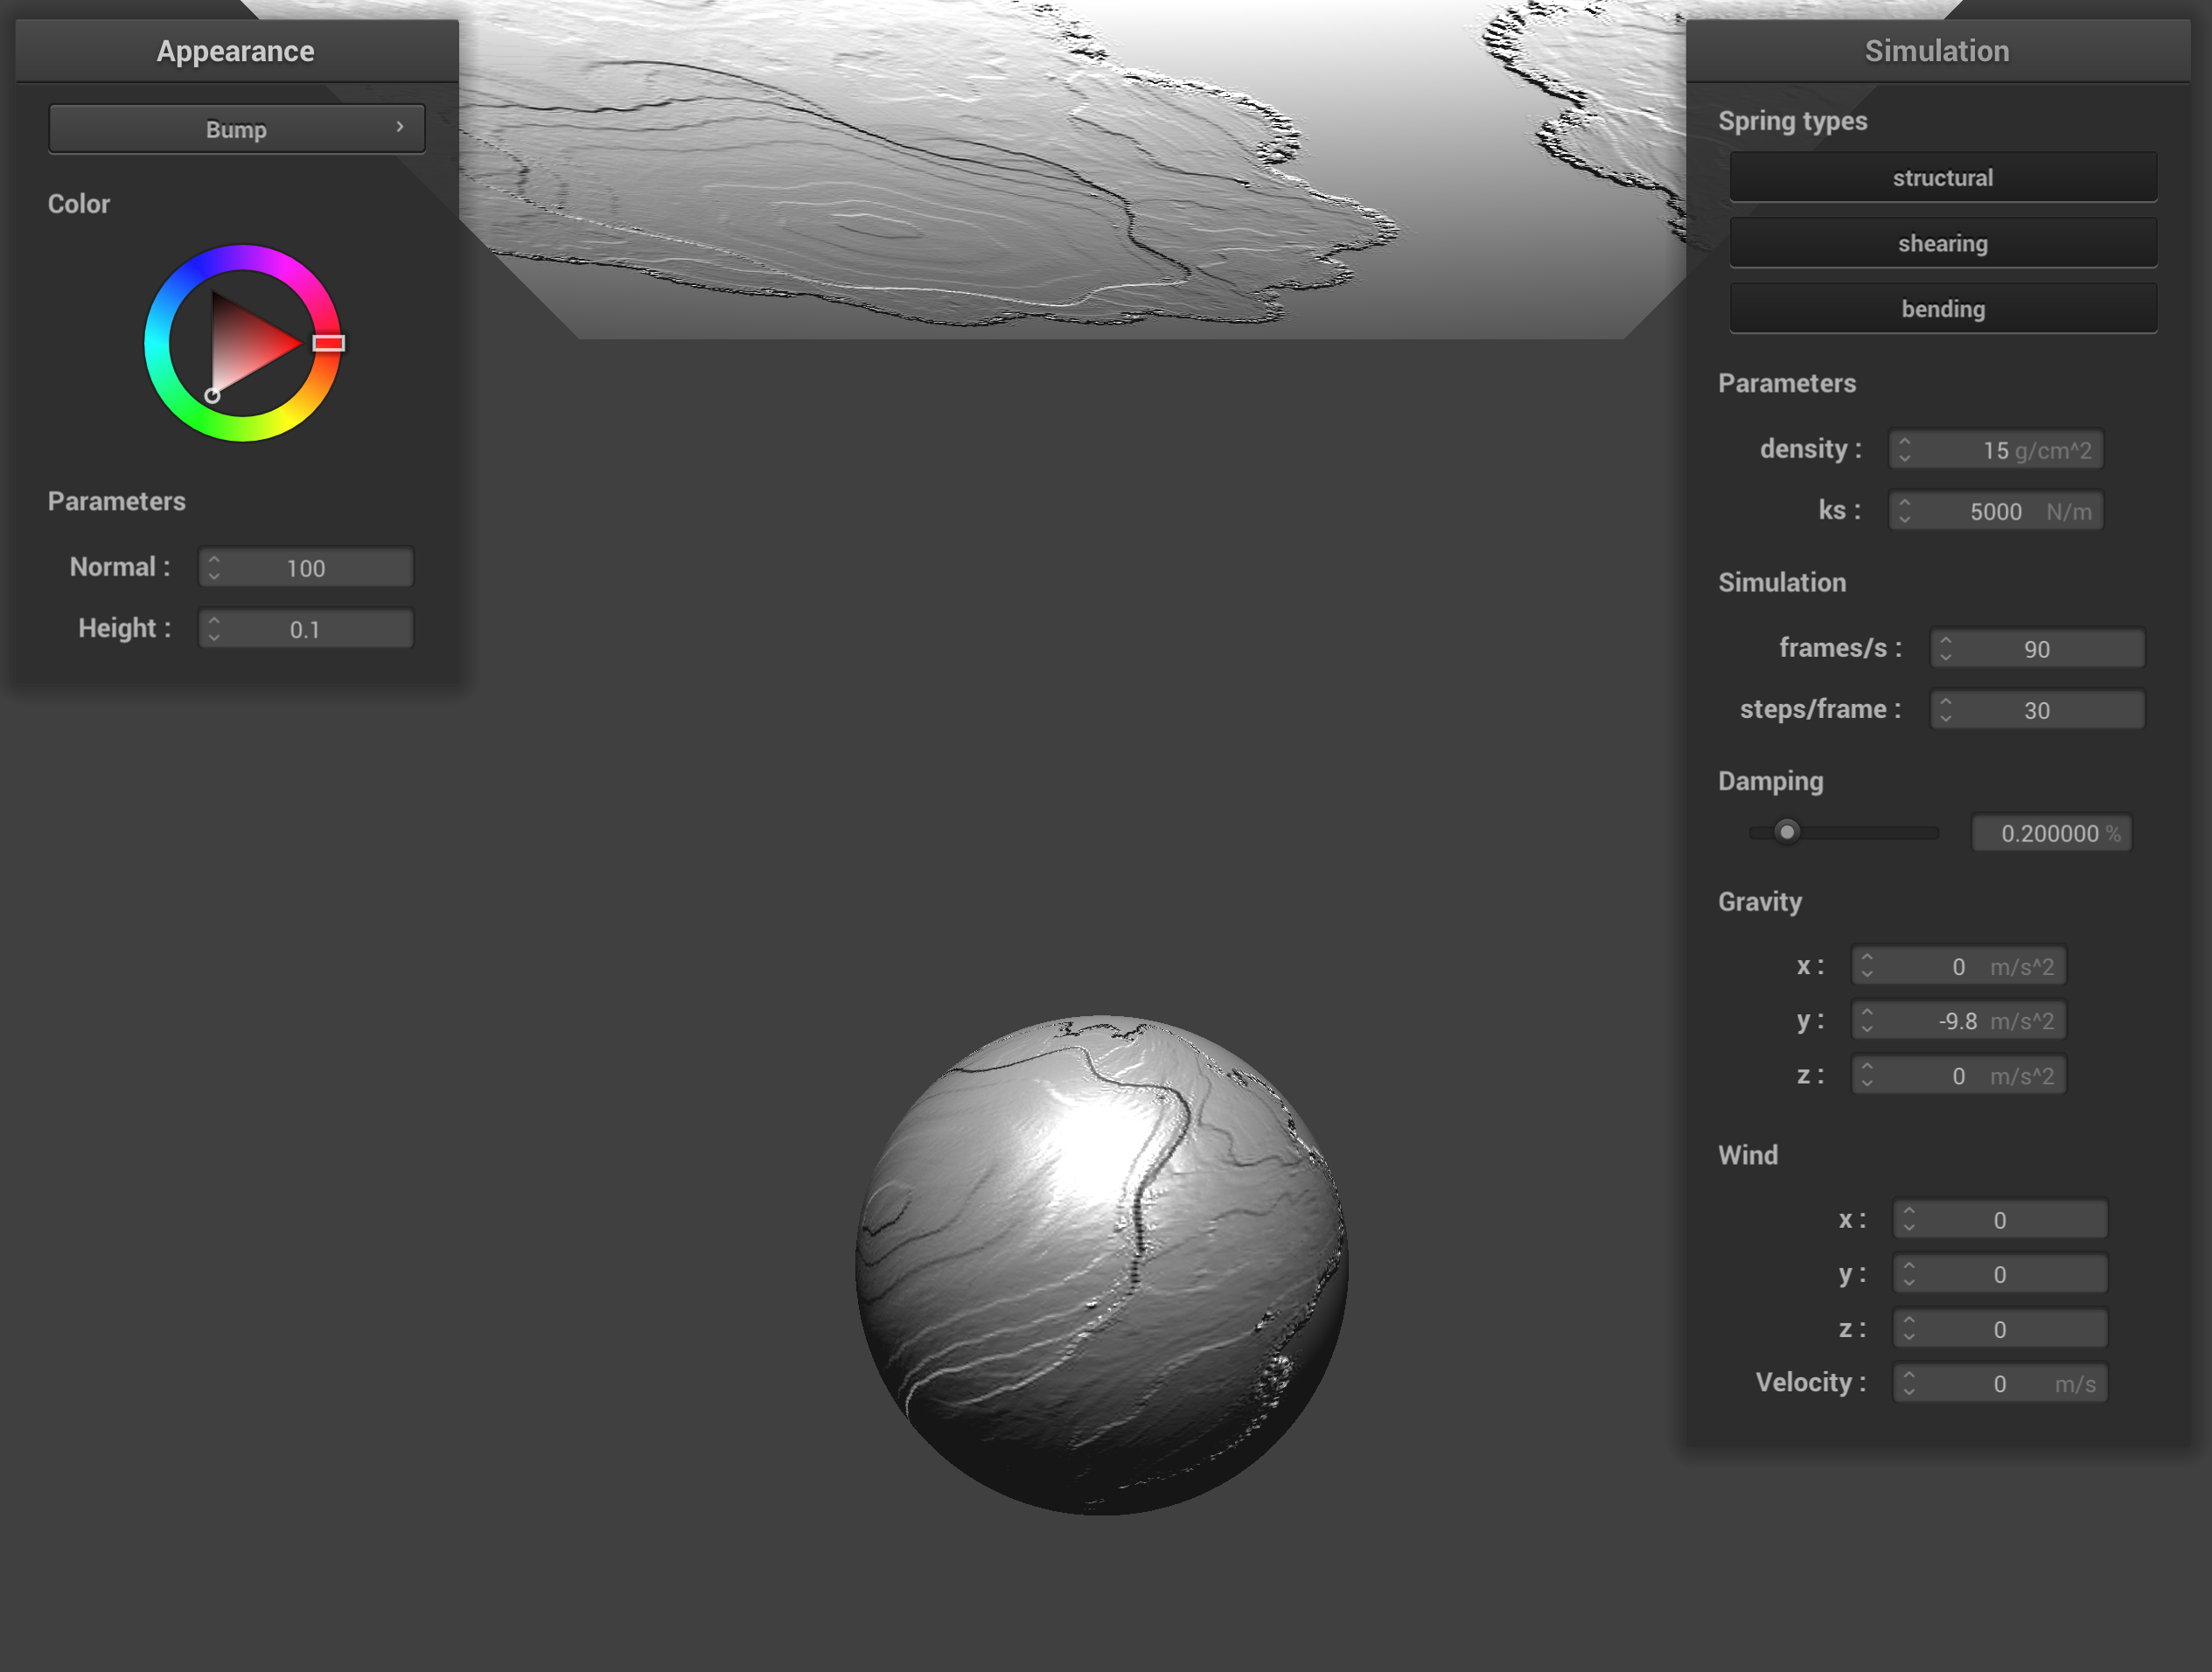 Appearance
Bump
Color
Parameters
Normal : 100
Height : 0.1
Simulation
Spring types
structural
shearing
bending
Parameters
density : 15 g/cm^2
ks : 5000 N/m
Simulation
frames/s : 90
steps/frame : 30
Damping
0.200000 %
Gravity
x : 0 m/s^2
y : -9.8 m/s^2
z : 0 m/s^2
Wind
x : 0
y : 0
z : 0
Velocity : 0 m/s